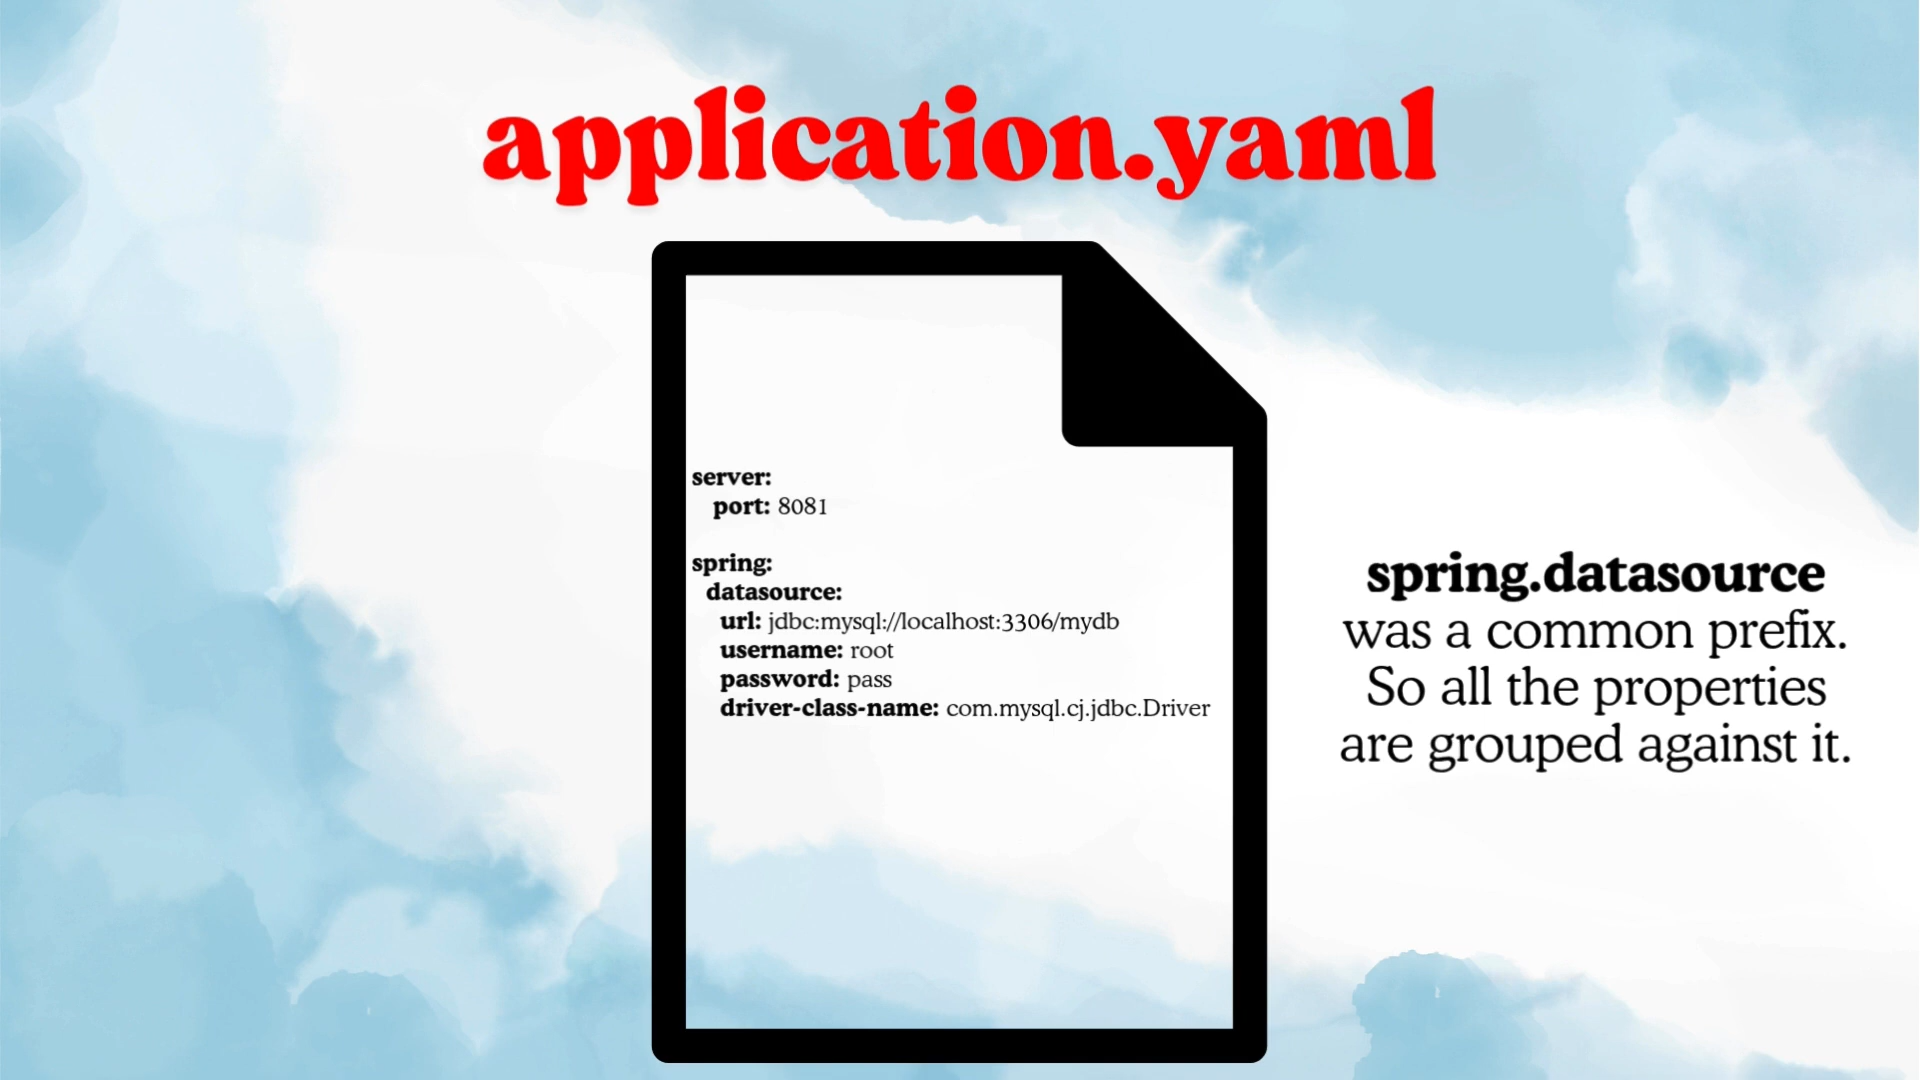 application.yaml
server:
port: 8081
spring:
datasource:
url: jdbc:mysql://localhost:3306/mydb
username: root
password: pass
driver-class-name: com.mysql.cj.jdbc.Driver
spring.datasource
was a common prefix.
So all the properties
are grouped against it.